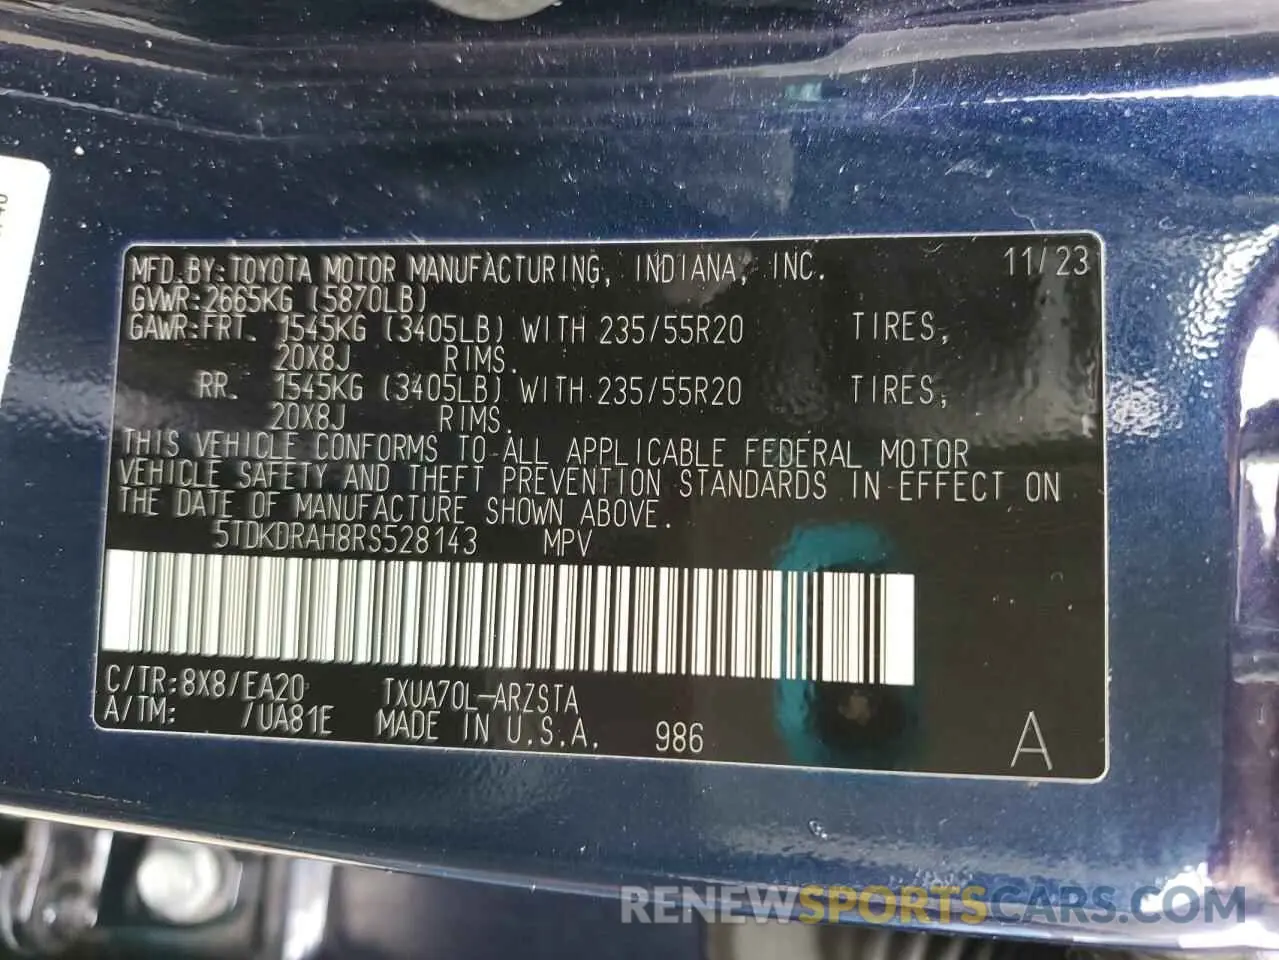 MFD.BY:TOYOTA MOTOR MANUFACTURING, INDIANA, INC. 11/23
GVWR:2665KG (5870LB)
GAWR:FRT. 1545KG (3405LB) WITH 235/55R20 TIRES,
20X8J RIMS.
RR. 1545KG (3405LB) WITH 235/55R20 TIRES,
20X8J RIMS.
THIS VEHICLE CONFORMS TO ALL APPLICABLE FEDERAL MOTOR
VEHICLE SAFETY AND THEFT PREVENTION STANDARDS IN EFFECT ON
THE DATE OF MANUFACTURE SHOWN ABOVE.
5TDKDRAH8RS528143 MPV
C/TR:8X8/EA20 TXUA70L-ARZSTA
A/TM: /UA81E MADE IN U.S.A. 986 A
RENEWSPORTSCARS.COM